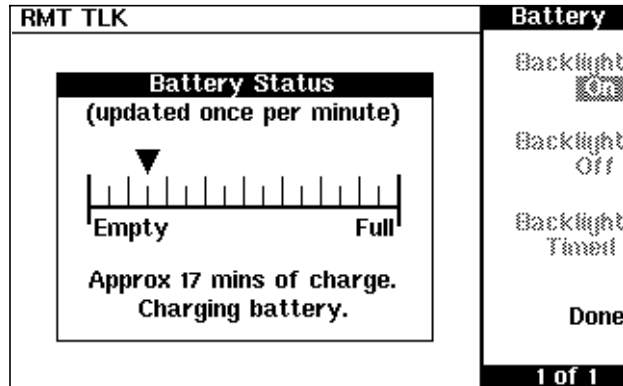 RMT TLK
Battery Status
(updated once per minute)
Empty
Full
Approx 17 mins of charge.
Charging battery.
Battery
Backlight
On
Backlight
Off
Backlight
Timed
Done
1 of 1